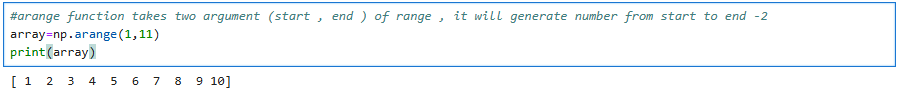 #arange function takes two argument (start , end ) of range , it will generate number from start to end -2
array=np.arange(1,11)
print(array)
[ 1  2  3  4  5  6  7  8  9 10]